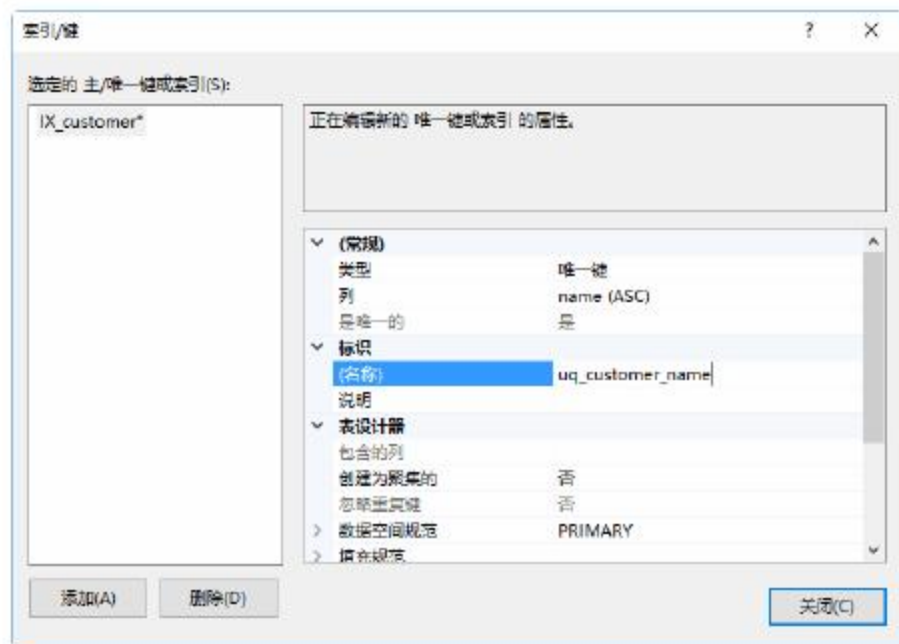 索引/键
? ×
选定的 主/唯一键或索引(S):
IX_customer*
正在编辑新的 唯一键或索引 的属性。
(常规)
类型 唯一键
列 name (ASC)
是唯一的 是
标识
(名称) uq_customer_name
说明
表设计器
包含的列
创建为聚集的 否
忽略重复键 否
数据空间规范 PRIMARY
填充规范
添加(A) 删除(D)
关闭(C)